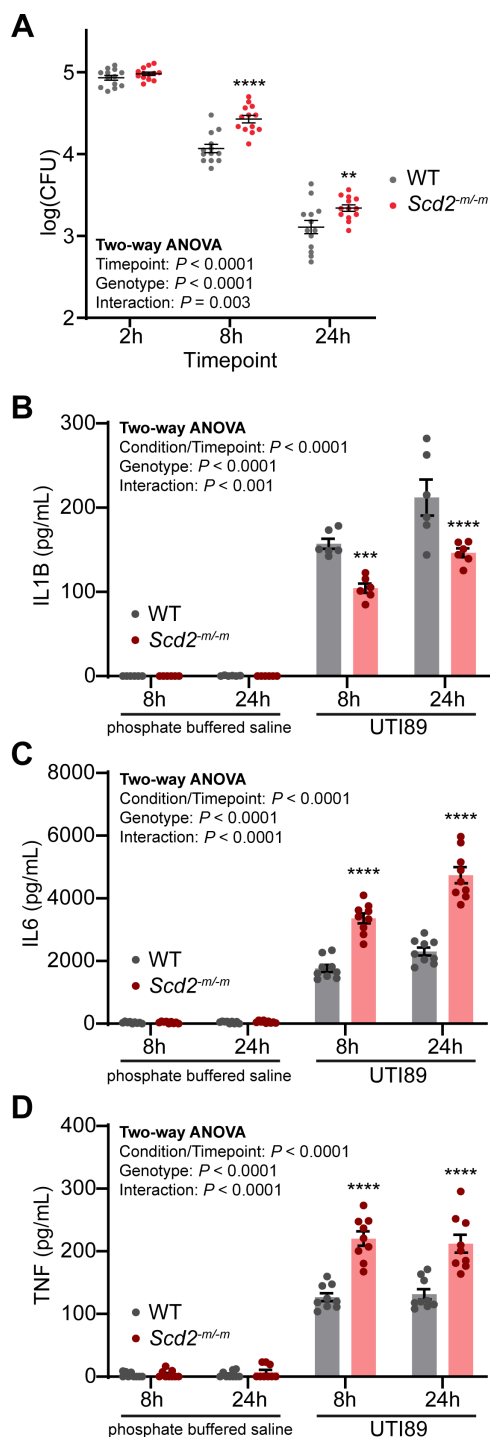 A
5
4
3
2
log(CFU)
****
**
WT
Scd2-m/-m
Two-way ANOVA
Timepoint: P < 0.0001
Genotype: P < 0.0001
Interaction: P = 0.003
2h 8h 24h
Timepoint
B
300
200
100
0
IL1B (pg/mL)
Two-way ANOVA
Condition/Timepoint: P < 0.0001
Genotype: P < 0.0001
Interaction: P < 0.001
***
****
WT
Scd2-m/-m
8h 24h 8h 24h
phosphate buffered saline UTI89
C
8000
6000
4000
2000
0
IL6 (pg/mL)
Two-way ANOVA
Condition/Timepoint: P < 0.0001
Genotype: P < 0.0001
Interaction: P < 0.0001
****
****
WT
Scd2-m/-m
8h 24h 8h 24h
phosphate buffered saline UTI89
D
400
300
200
100
0
TNF (pg/mL)
Two-way ANOVA
Condition/Timepoint: P < 0.0001
Genotype: P < 0.0001
Interaction: P < 0.0001
****
****
WT
Scd2-m/-m
8h 24h 8h 24h
phosphate buffered saline UTI89